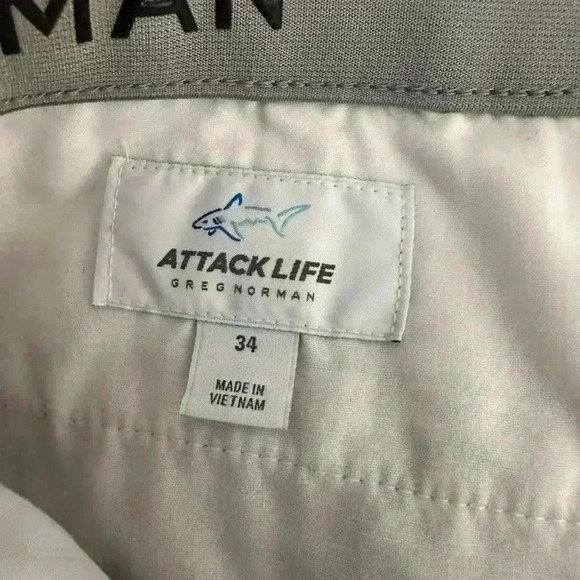 MAN
ATTACK LIFE
GREG NORMAN
34
MADE IN
VIETNAM